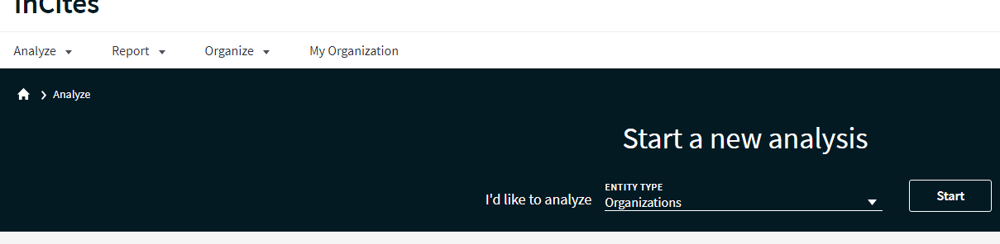 InCites
Analyze
Report
Organize
My Organization
Analyze
Start a new analysis
I'd like to analyze
ENTITY TYPE
Organizations
Start